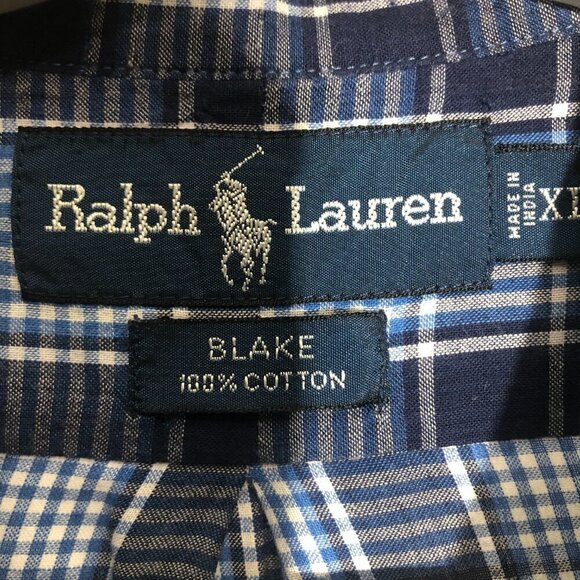 Ralph Lauren
MADE IN
INDIA
BLAKE
100% COTTON